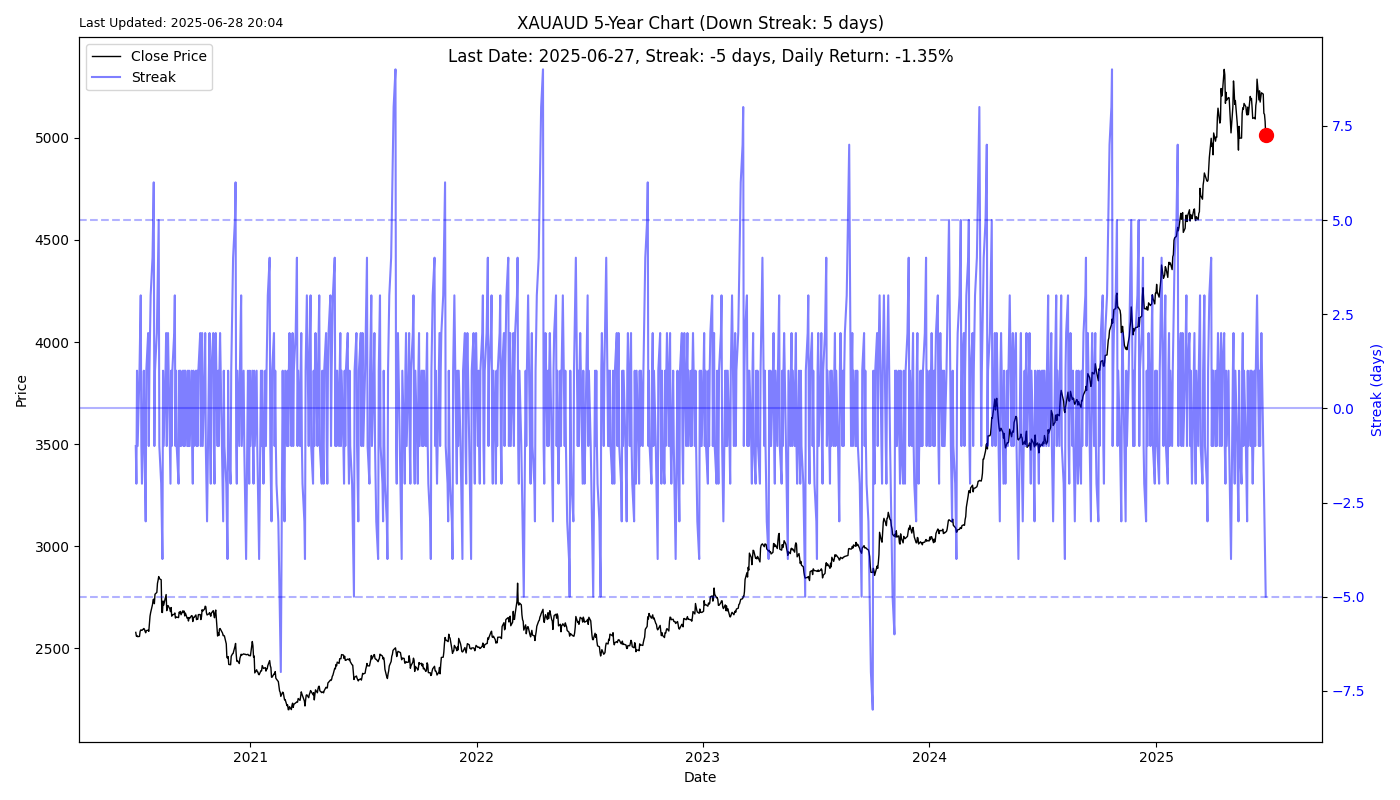 Last Updated: 2025-06-28 20:04
XAUAUD 5-Year Chart (Down Streak: 5 days)
Last Date: 2025-06-27, Streak: -5 days, Daily Return: -1.35%
Close Price
Streak
Price
5000
4500
4000
3500
3000
2500
7.5
5.0
2.5
0.0
−2.5
−5.0
−7.5
Streak (days)
2021
2022
2023
2024
2025
Date